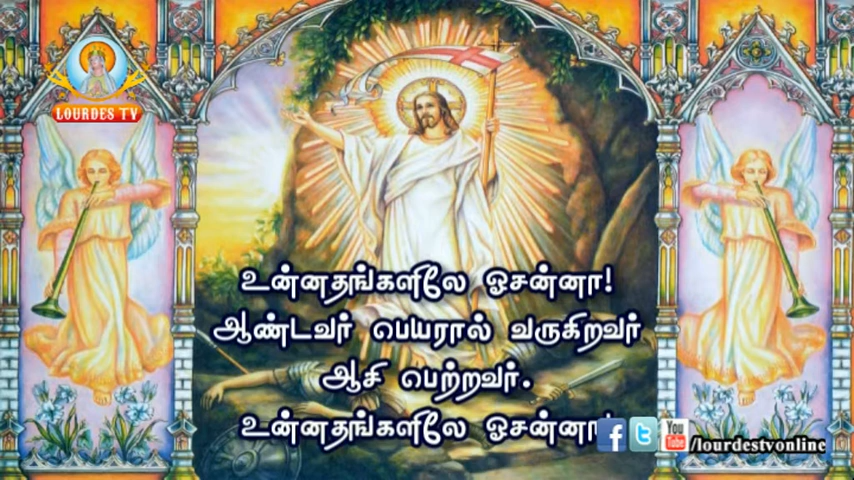 LOURDES TV
உன்னதங்களிலே ஓசன்னா!
ஆண்டவர் பெயரால் வருகிறவர்
ஆசி பெற்றவர்.
உன்னதங்களிலே ஓசன்னா!
f t You Tube /lourdestvonline